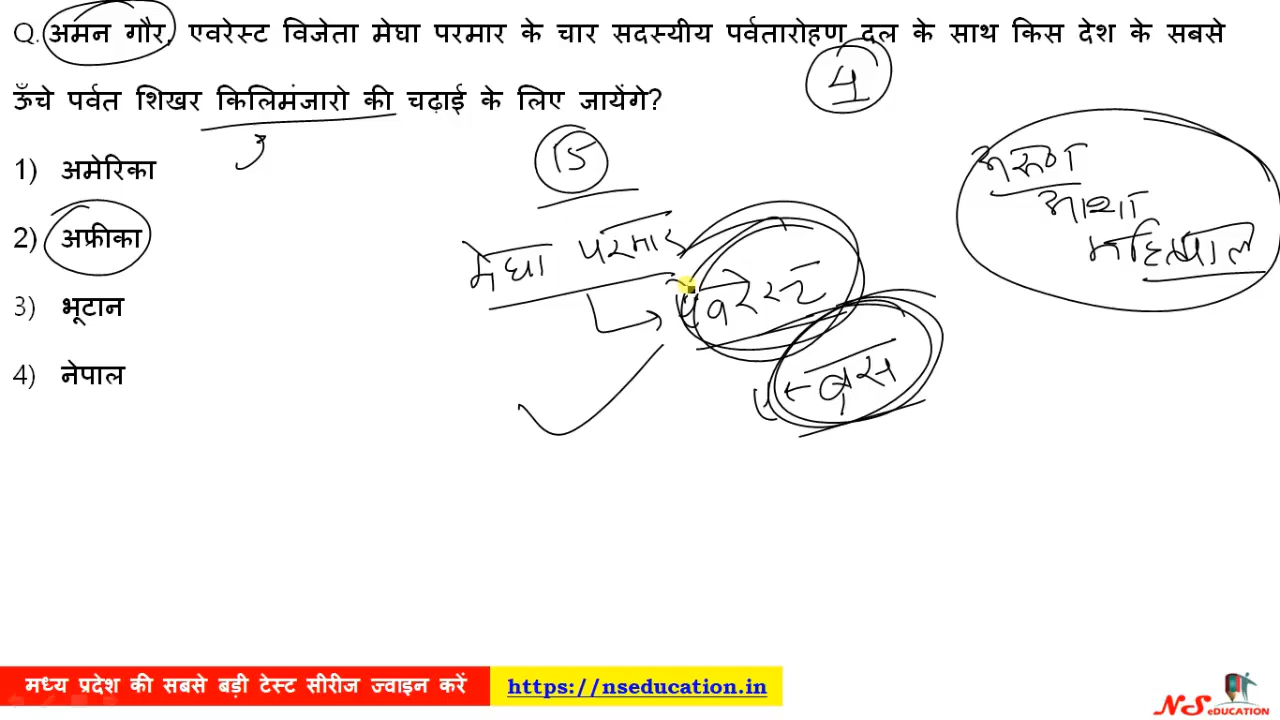 Q. अमन गौर, एवरेस्ट विजेता मेघा परमार के चार सदस्यीय पर्वतारोहण दल के साथ किस देश के सबसे
ऊँचे पर्वत शिखर किलिमंजारो की चढ़ाई के लिए जायेंगे?
4
1) अमेरिका
15
2) अफ्रीका
मेघा परमार
3) भूटान
एवरेस्ट
4) नेपाल
मध्य प्रदेश की सबसे बड़ी टेस्ट सीरीज ज्वाइन करें
https://nseducation.in
NS eDUCATION